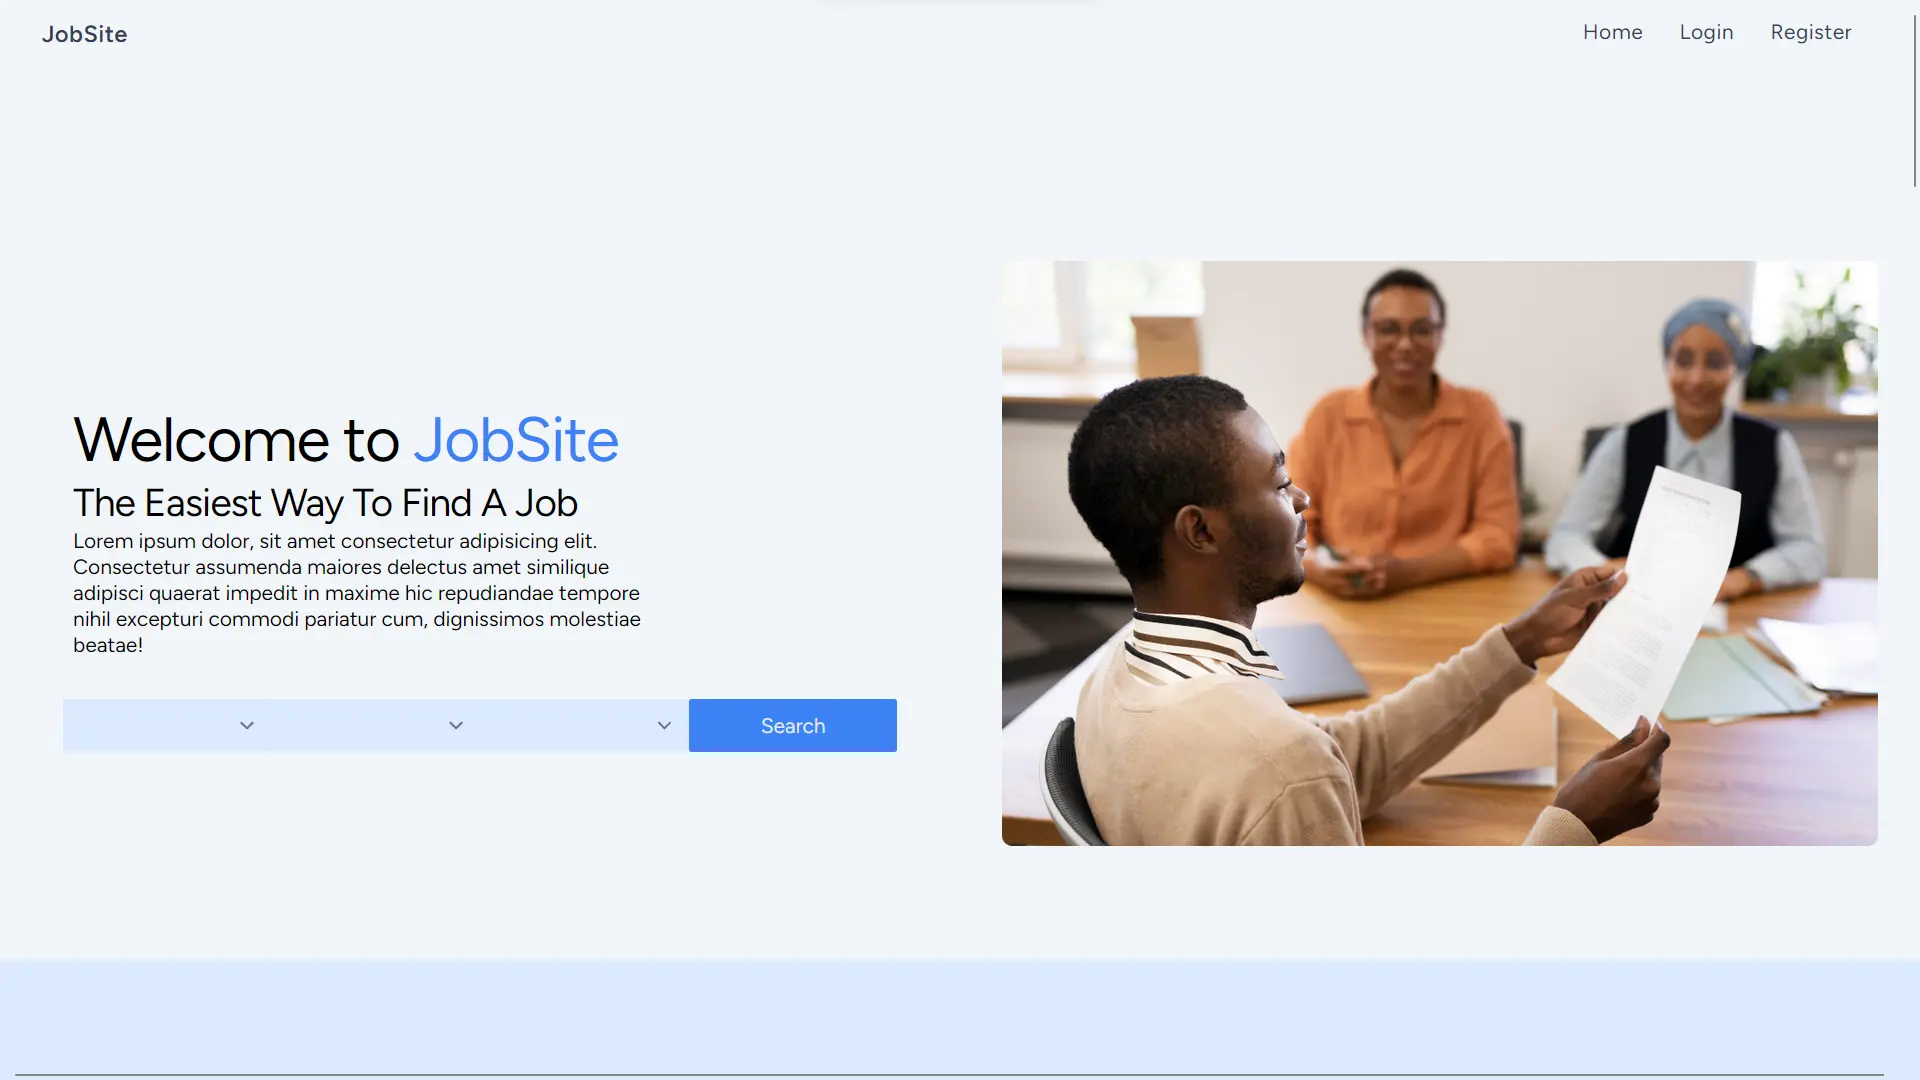 JobSite
Home Login Register
Welcome to JobSite
The Easiest Way To Find A Job
Lorem ipsum dolor, sit amet consectetur adipisicing elit.
Consectetur assumenda maiores delectus amet similique
adipisci quaerat impedit in maxime hic repudiandae tempore
nihil excepturi commodi pariatur cum, dignissimos molestiae
beatae!
Search